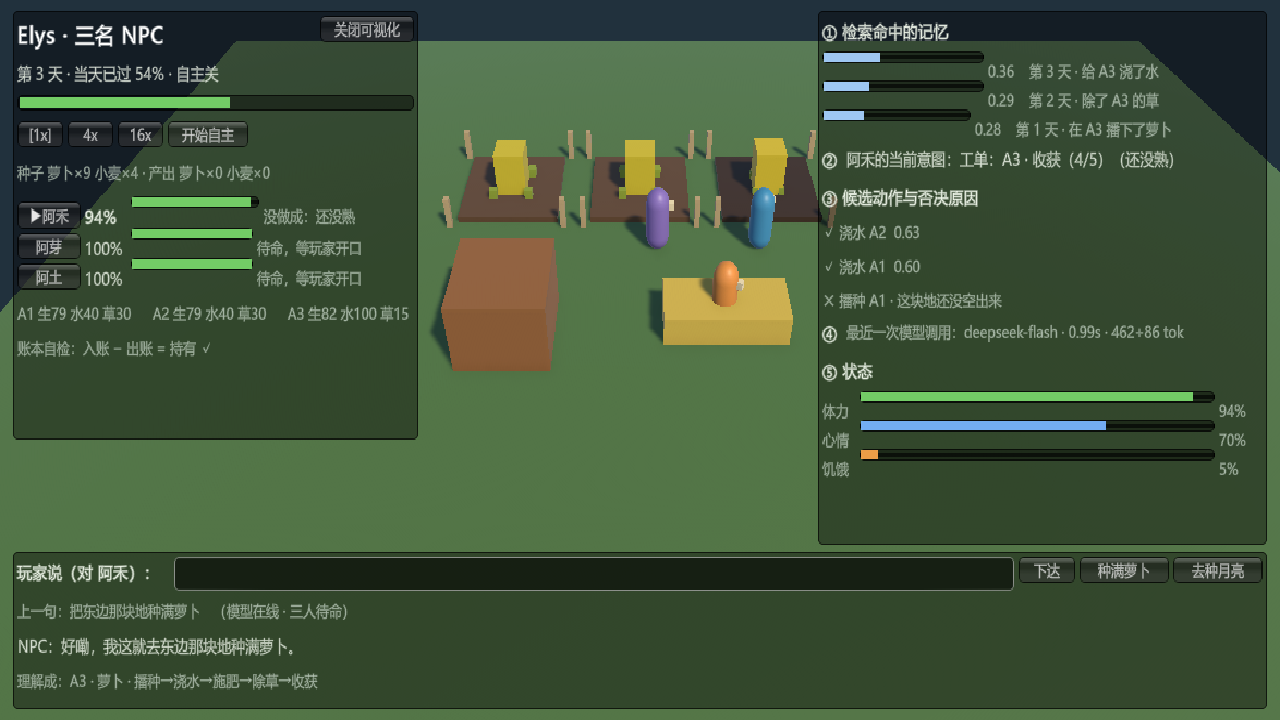 Elys · 三名 NPC
关闭可视化
第 3 天 · 当天已过 54% · 自主关
[1x] 4x 16x 开始自主
种子 萝卜×9 小麦×4 · 产出 萝卜×0 小麦×0
▶阿禾 94% 没做成：还没熟
阿芽 100% 待命，等玩家开口
阿土 100% 待命，等玩家开口
A1 生79 水40 草30 A2 生79 水40 草30 A3 生82 水100 草15
账本自检：入账 − 出账 = 持有 √
① 检索命中的记忆
0.36 第 3 天 · 给 A3 浇了水
0.29 第 2 天 · 除了 A3 的草
0.28 第 1 天 · 在 A3 播下了萝卜
② 阿禾的当前意图：工单：A3 · 收获（4/5）（还没熟）
③ 候选动作与否决原因
√ 浇水 A2 0.63
√ 浇水 A1 0.60
× 播种 A1 · 这块地还没空出来
④ 最近一次模型调用：deepseek-flash · 0.99s · 462+86 tok
⑤ 状态
体力 94%
心情 70%
饥饿 5%
玩家说（对 阿禾）：
下达 种满萝卜 去种月亮
上一句：把东边那块地种满萝卜 （模型在线 · 三人待命）
NPC：好嘞，我这就去东边那块地种满萝卜。
理解成：A3 · 萝卜 · 播种→浇水→施肥→除草→收获